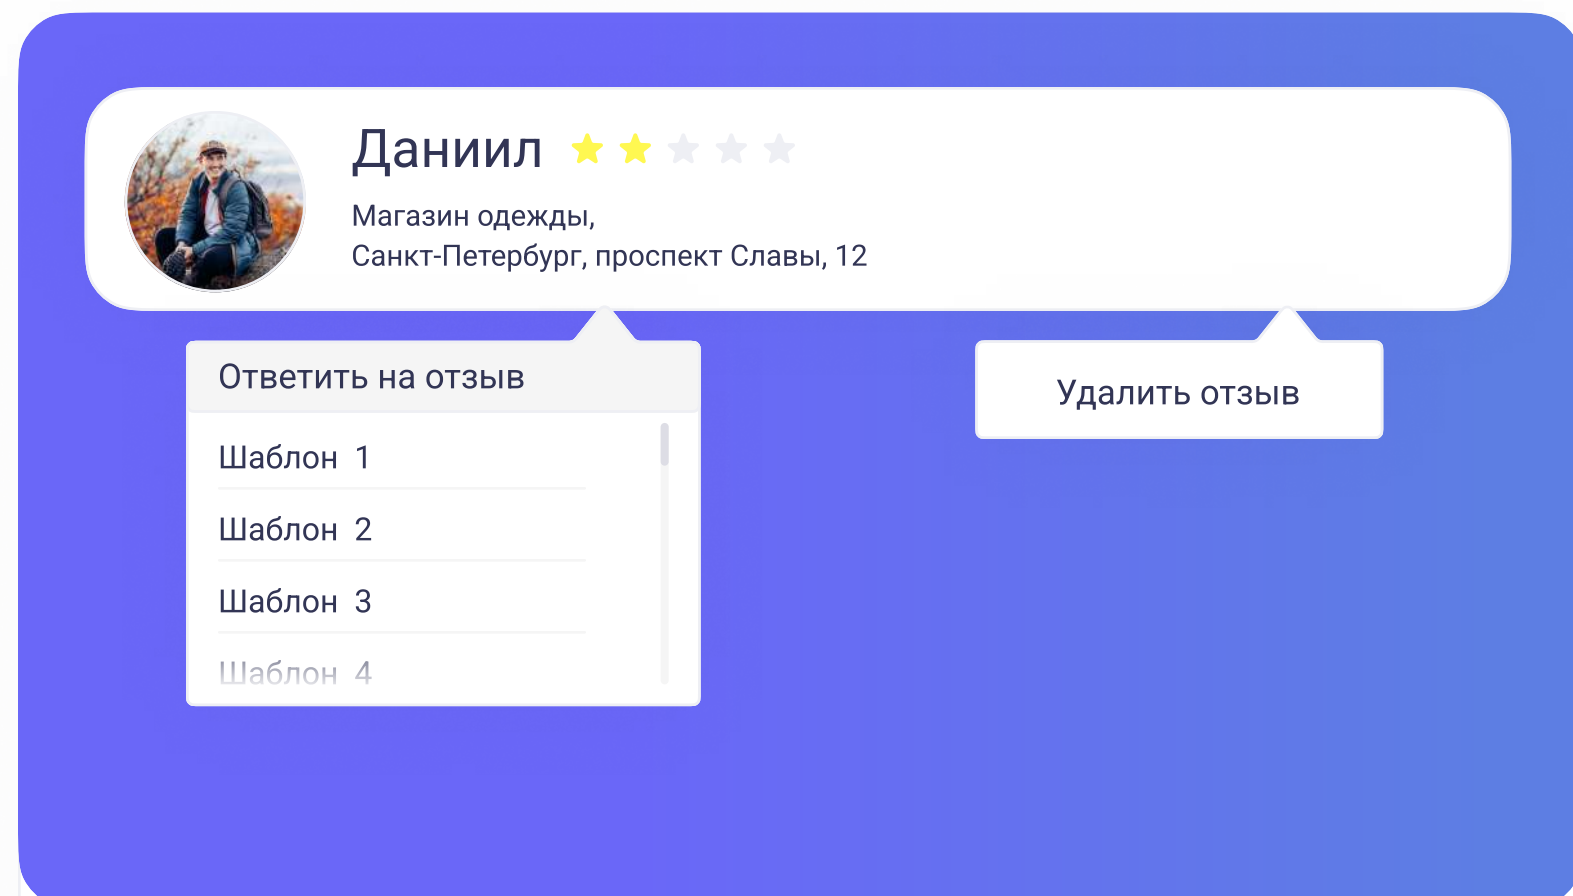 Даниил
Магазин одежды,
Санкт-Петербург, проспект Славы, 12
Ответить на отзыв
Шаблон 1
Шаблон 2
Шаблон 3
Шаблон 4
Удалить отзыв